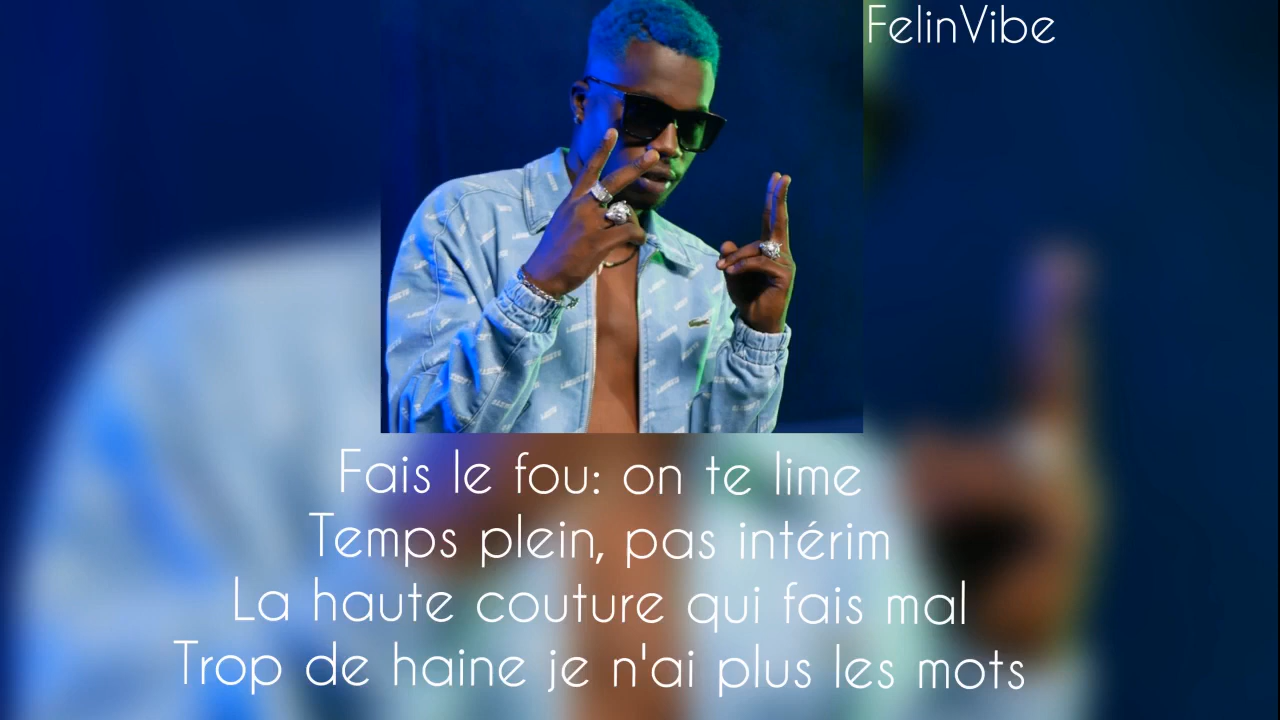 FelinVibe
Fais le fou: on te lime
Temps plein, pas intérim
La haute couture qui fais mal
Trop de haine je n'ai plus les mots